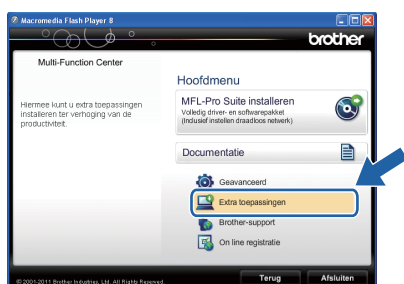 Macromedia Flash Player 8
brother
Multi-Function Center
Hiermee kunt u extra toepassingen
installeren ter verhoging van de
productiviteit.
Hoofdmenu
MFL-Pro Suite installeren
Volledig driver- en softwarepakket
(Inclusief instellen draadloos netwerk)
Documentatie
Geavanceerd
Extra toepassingen
Brother-support
On line registratie
© 2001-2011 Brother Industries, Ltd. All Rights Reserved.
Terug
Afsluiten